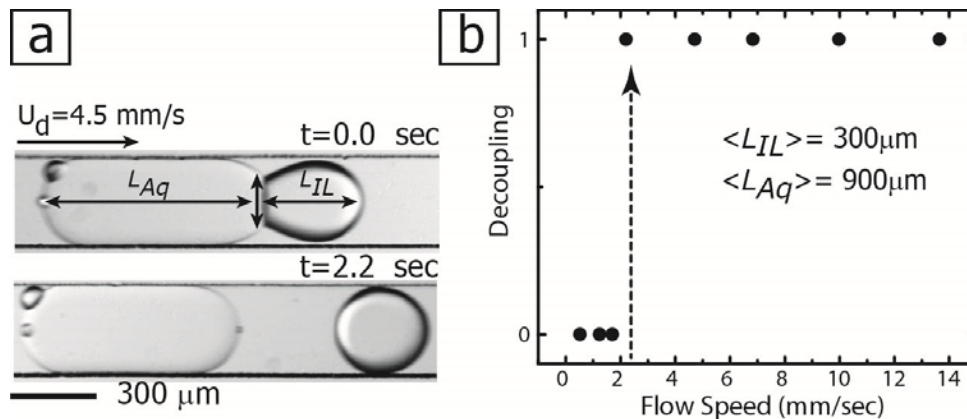 a
U_d=4.5 mm/s
t=0.0 sec
L_Aq
L_IL
t=2.2 sec
300 μm
b
1
0
Decoupling
<L_IL> = 300μm
<L_Aq> = 900μm
0 2 4 6 8 10 12 14
Flow Speed (mm/sec)